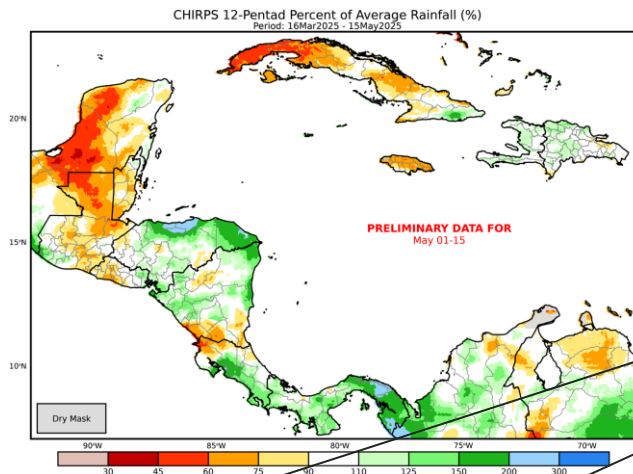 CHIRPS 12-Pentad Percent of Average Rainfall (%)
Period: 16Mar2025 - 15May2025
20°N
PRELIMINARY DATA FOR
May 01-15
15°N
10°N
Dry Mask
90°W 85°W 80°W 75°W 70°W
30 45 60 75 90 110 125 150 200 300